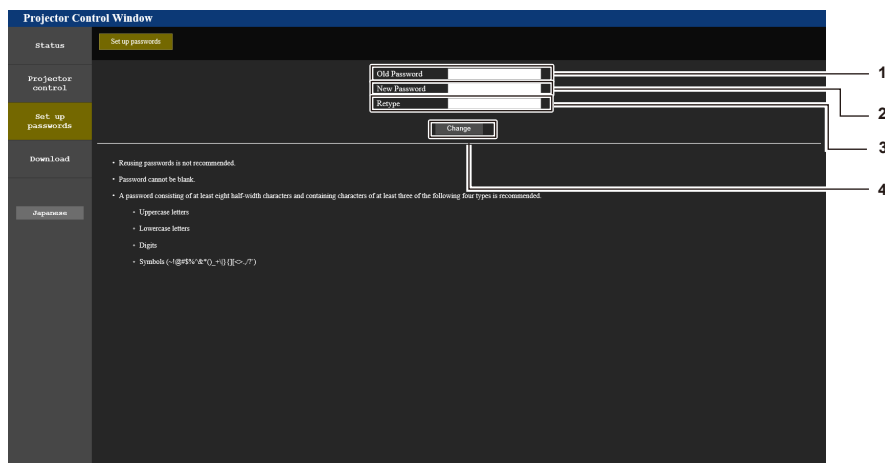 Projector Control Window
Status
Set up passwords
Projector
control
Set up
passwords
Download
Japanese
Old Password
New Password
Retype
Change
1
2
3
4
• Reusing passwords is not recommended.
• Password cannot be blank.
• A password consisting of at least eight half-width characters and containing characters of at least three of the following four types is recommended.
• Uppercase letters
• Lowercase letters
• Digits
• Symbols (~!@#$%^&*()_+\|}{][<>.,/?`)